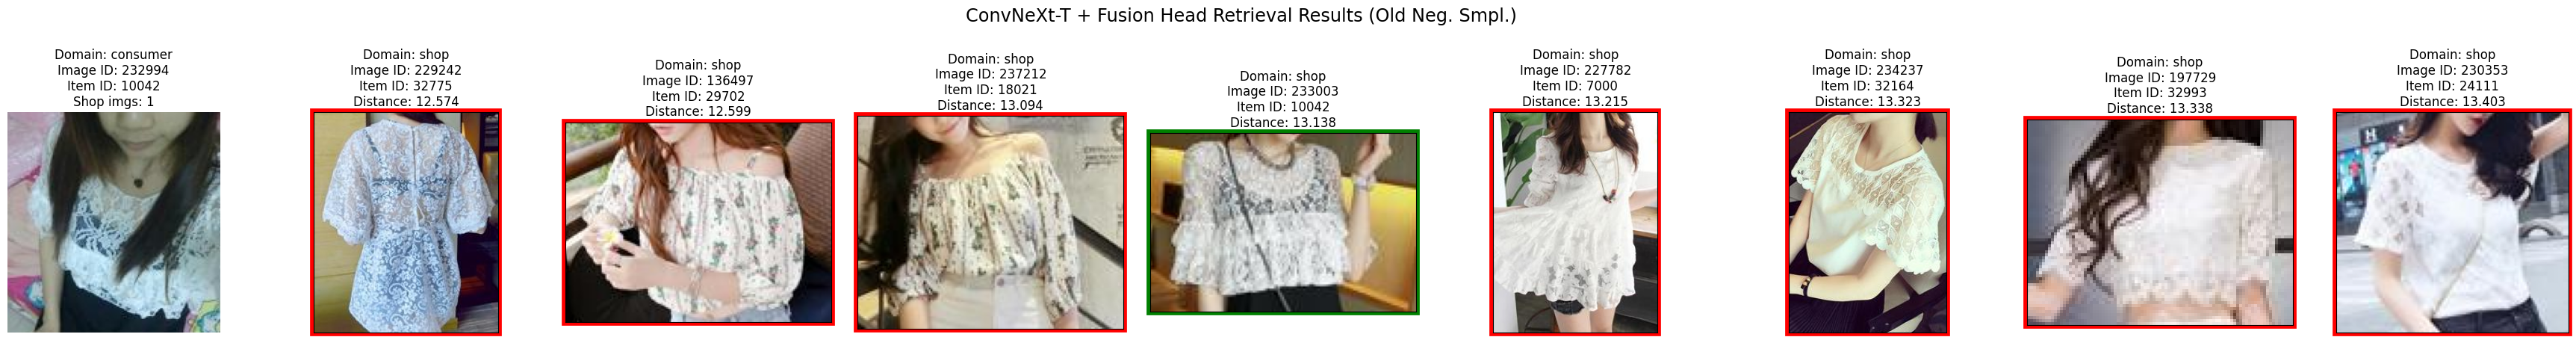 ConvNeXt-T + Fusion Head Retrieval Results (Old Neg. Smpl.)
Domain: consumer
Image ID: 232994
Item ID: 10042
Shop imgs: 1
Domain: shop
Image ID: 229242
Item ID: 32775
Distance: 12.574
Domain: shop
Image ID: 136497
Item ID: 29702
Distance: 12.599
Domain: shop
Image ID: 237212
Item ID: 18021
Distance: 13.094
Domain: shop
Image ID: 233003
Item ID: 10042
Distance: 13.138
Domain: shop
Image ID: 227782
Item ID: 7000
Distance: 13.215
Domain: shop
Image ID: 234237
Item ID: 32164
Distance: 13.323
Domain: shop
Image ID: 197729
Item ID: 32993
Distance: 13.338
Domain: shop
Image ID: 230353
Item ID: 24111
Distance: 13.403